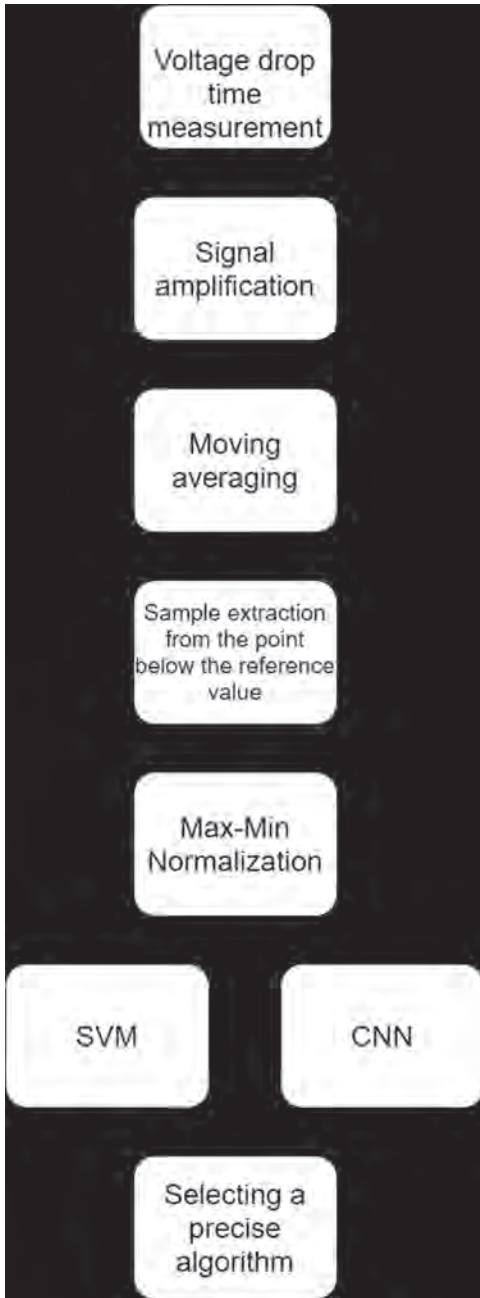 Voltage drop
time
measurement
Signal
amplification
Moving
averaging
Sample extraction
from the point
below the reference
value
Max-Min
Normalization
SVM
CNN
Selecting a
precise
algorithm